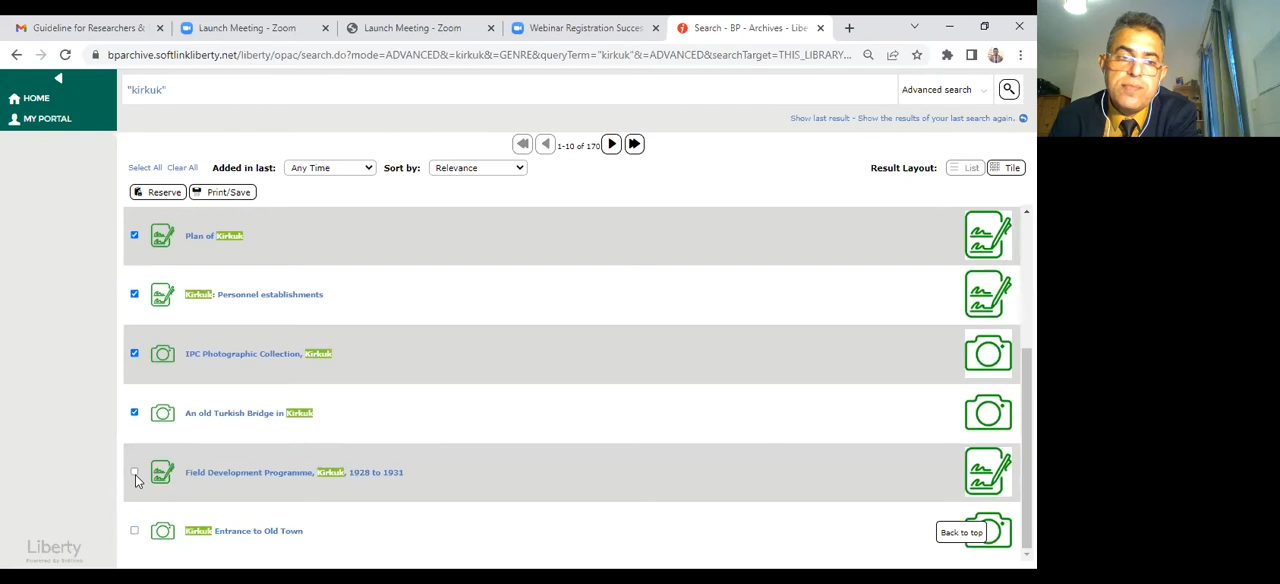 Guideline for Researchers &
Launch Meeting - Zoom
Launch Meeting - Zoom
Webinar Registration Succes
Search - BP - Archives - Libe
bparchive.softlinkliberty.net/liberty/opac/search.do?mode=ADVANCED&=kirkuk&=GENRE&queryTerm="kirkuk"&=ADVANCED&searchTarget=THIS_LIBRARY...
HOME
MY PORTAL
"kirkuk"
Advanced search
Show last result - Show the results of your last search again.
1-10 of 170
Select All Clear All Added in last: Any Time Sort by: Relevance Result Layout: List Tile
Reserve Print/Save
Plan of Kirkuk
Kirkuk: Personnel establishments
IPC Photographic Collection, Kirkuk
An old Turkish Bridge in Kirkuk
Field Development Programme, Kirkuk, 1928 to 1931
Kirkuk Entrance to Old Town
Back to top
Liberty
Powered By Softlink